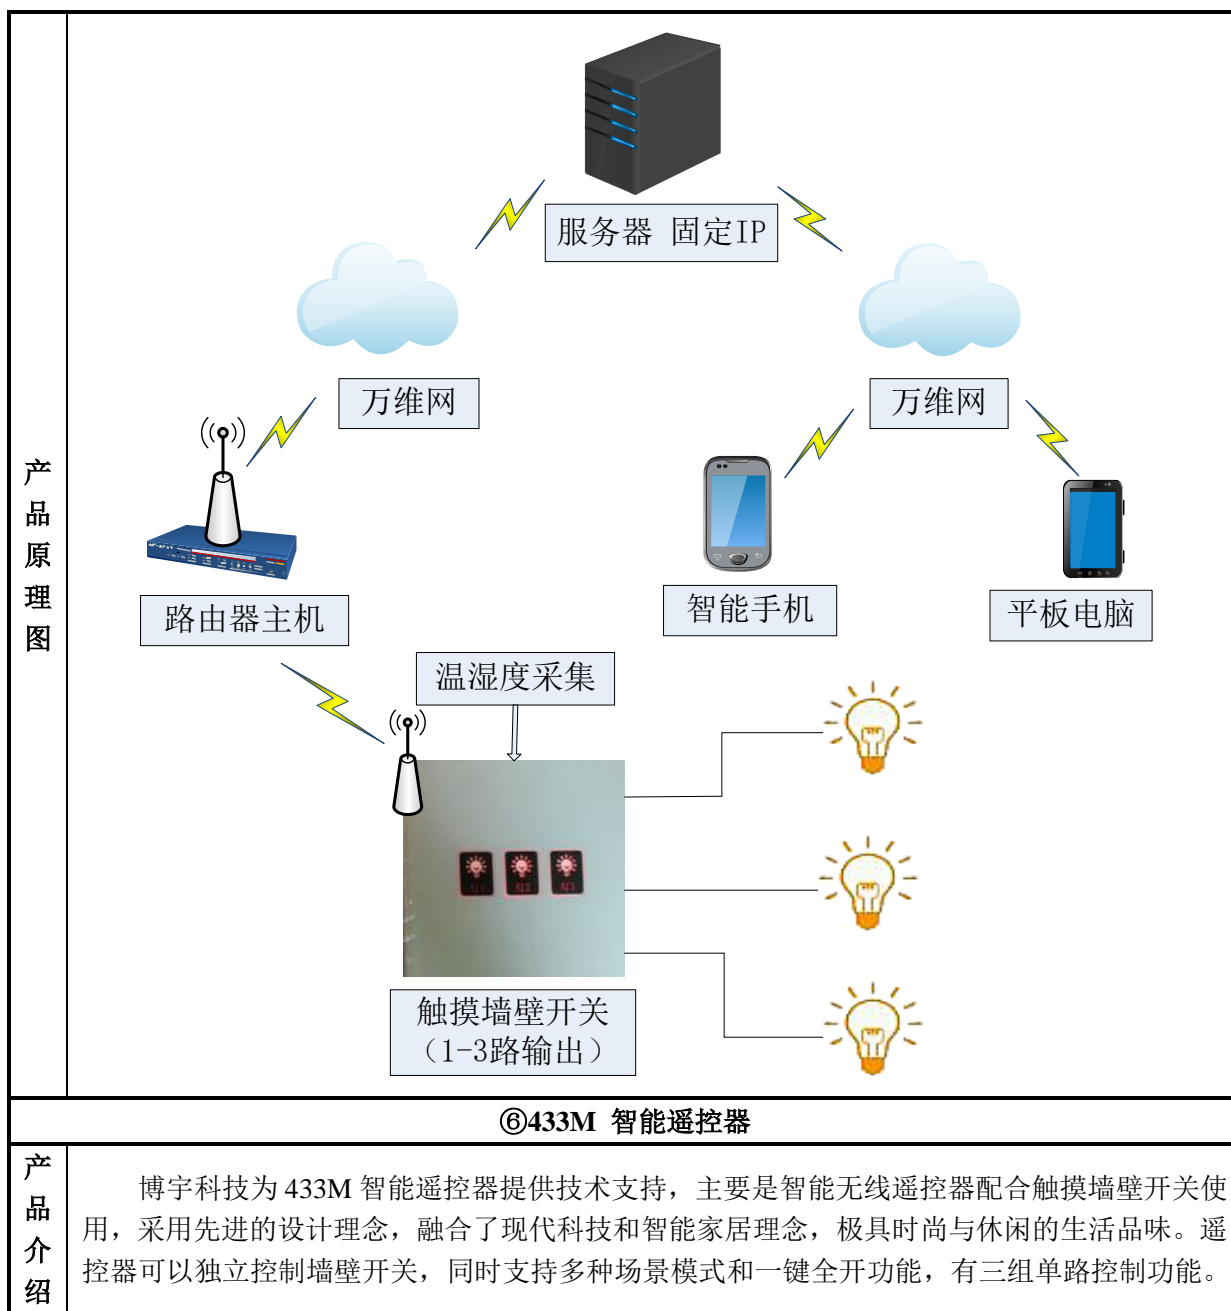 服务器 固定IP
万维网
万维网
产品原理图
路由器主机
智能手机
平板电脑
温湿度采集
触摸墙壁开关
（1-3路输出）
⑥433M 智能遥控器
产品介绍
博宇科技为 433M 智能遥控器提供技术支持，主要是智能无线遥控器配合触摸墙壁开关使
用，采用先进的设计理念，融合了现代科技和智能家居理念，极具时尚与休闲的生活品味。遥
控器可以独立控制墙壁开关，同时支持多种场景模式和一键全开功能，有三组单路控制功能。